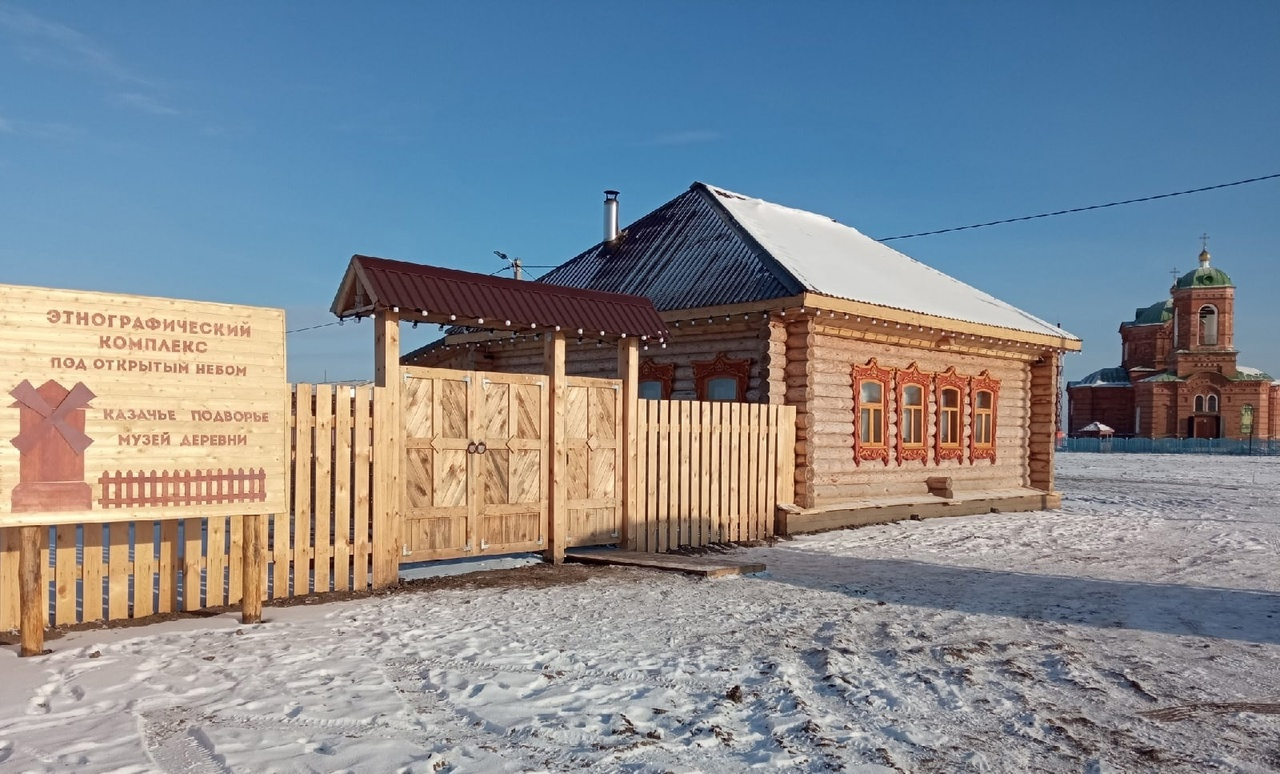 ЭТНОГРАФИЧЕСКИЙ
КОМПЛЕКС
ПОД ОТКРЫТЫМ НЕБОМ
КАЗАЧЬЕ ПОДВОРЬЕ
МУЗЕЙ ДЕРЕВНИ